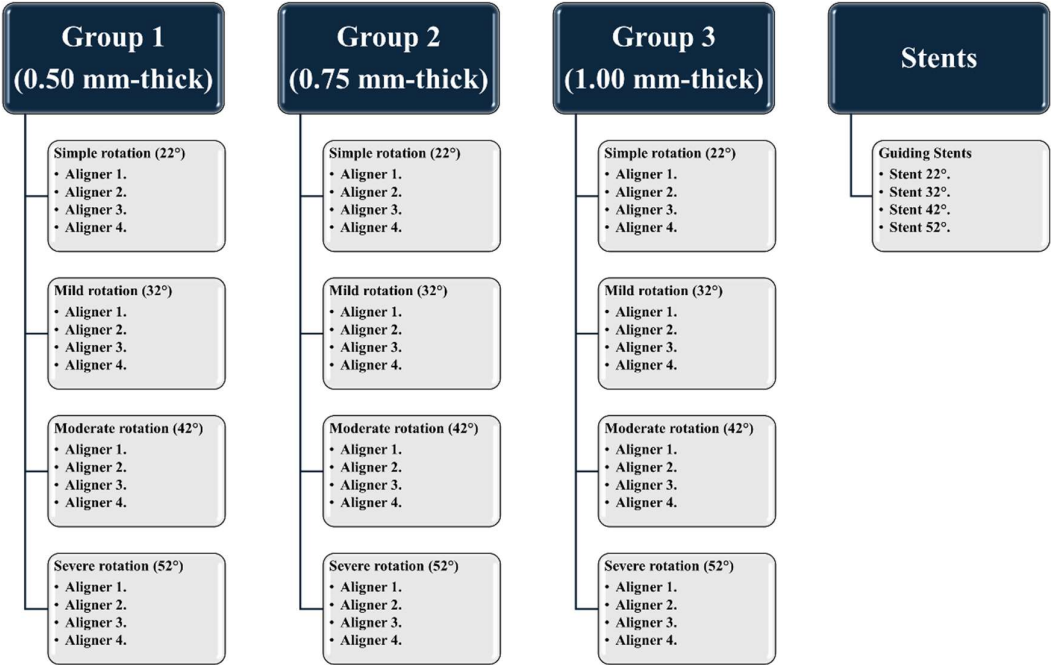 Group 1
(0.50 mm-thick)
Simple rotation (22°)
• Aligner 1.
• Aligner 2.
• Aligner 3.
• Aligner 4.
Mild rotation (32°)
• Aligner 1.
• Aligner 2.
• Aligner 3.
• Aligner 4.
Moderate rotation (42°)
• Aligner 1.
• Aligner 2.
• Aligner 3.
• Aligner 4.
Severe rotation (52°)
• Aligner 1.
• Aligner 2.
• Aligner 3.
• Aligner 4.
Group 2
(0.75 mm-thick)
Simple rotation (22°)
• Aligner 1.
• Aligner 2.
• Aligner 3.
• Aligner 4.
Mild rotation (32°)
• Aligner 1.
• Aligner 2.
• Aligner 3.
• Aligner 4.
Moderate rotation (42°)
• Aligner 1.
• Aligner 2.
• Aligner 3.
• Aligner 4.
Severe rotation (52°)
• Aligner 1.
• Aligner 2.
• Aligner 3.
• Aligner 4.
Group 3
(1.00 mm-thick)
Simple rotation (22°)
• Aligner 1.
• Aligner 2.
• Aligner 3.
• Aligner 4.
Mild rotation (32°)
• Aligner 1.
• Aligner 2.
• Aligner 3.
• Aligner 4.
Moderate rotation (42°)
• Aligner 1.
• Aligner 2.
• Aligner 3.
• Aligner 4.
Severe rotation (52°)
• Aligner 1.
• Aligner 2.
• Aligner 3.
• Aligner 4.
Stents
Guiding Stents
• Stent 22°.
• Stent 32°.
• Stent 42°.
• Stent 52°.